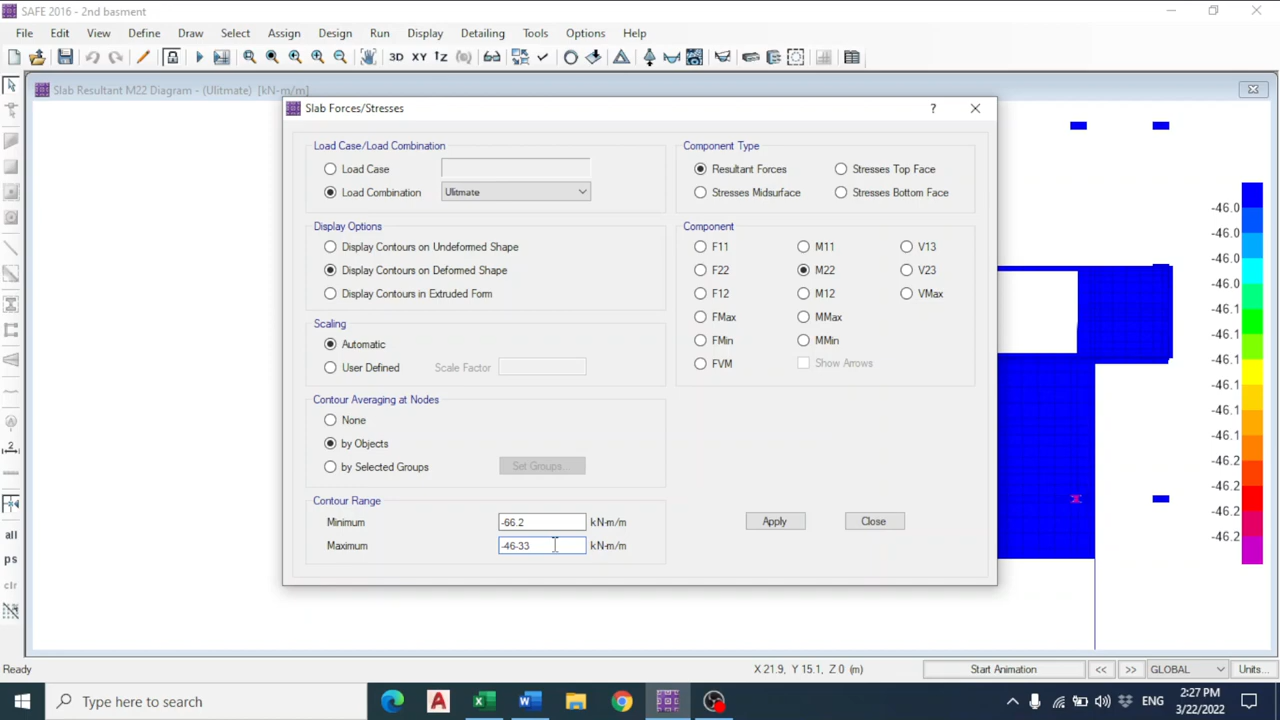 SAFE 2016 - 2nd basment
File Edit View Define Draw Select Assign Design Run Display Detailing Tools Options Help
3D XY
Slab Resultant M22 Diagram - (Ulitmate) [kN-m/m]
Slab Forces/Stresses
?
Load Case/Load Combination
Load Case
Load Combination Ulitmate
Display Options
Display Contours on Undeformed Shape
Display Contours on Deformed Shape
Display Contours in Extruded Form
Scaling
Automatic
User Defined Scale Factor
Contour Averaging at Nodes
None
by Objects
by Selected Groups Set Groups...
Contour Range
Minimum -66.2 kN-m/m
Maximum -46-33 kN-m/m
Component Type
Resultant Forces Stresses Top Face
Stresses Midsurface Stresses Bottom Face
Component
F11 M11 V13
F22 M22 V23
F12 M12 VMax
FMax MMax
FMin MMin
FVM Show Arrows
Apply Close
-46.0
-46.0
-46.0
-46.0
-46.1
-46.1
-46.1
-46.1
-46.1
-46.1
-46.2
-46.2
-46.2
-46.2
all
ps
clr
Ready
X 21.9, Y 15.1, Z 0 (m)
Start Animation << >> GLOBAL Units...
Type here to search
ENG
2:27 PM
3/22/2022